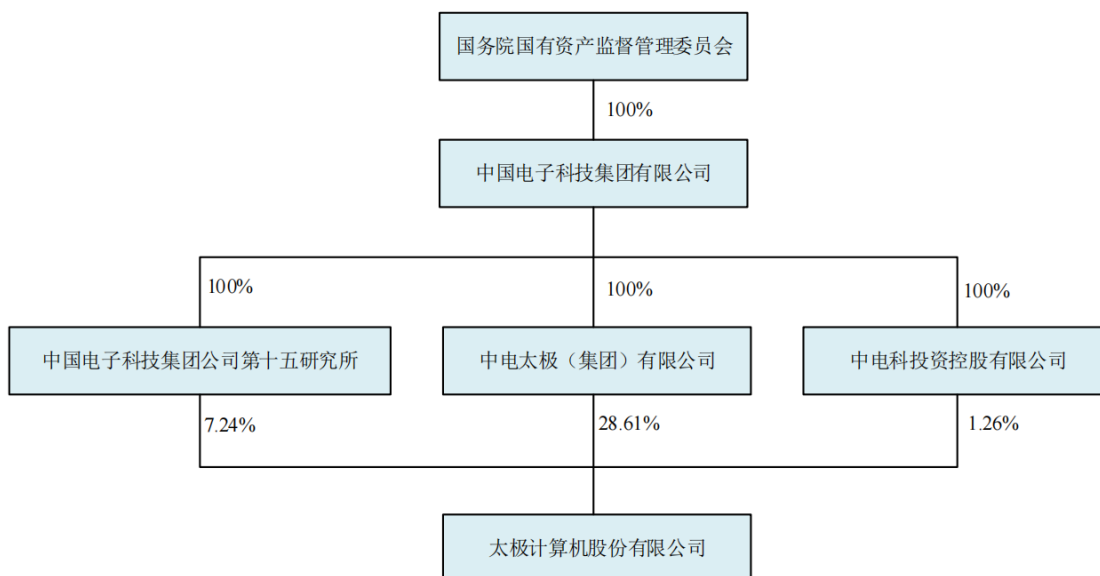 国务院国有资产监督管理委员会
100%
中国电子科技集团有限公司
100%
100%
100%
中国电子科技集团公司第十五研究所
中电太极（集团）有限公司
中电科投资控股有限公司
7.24%
28.61%
1.26%
太极计算机股份有限公司